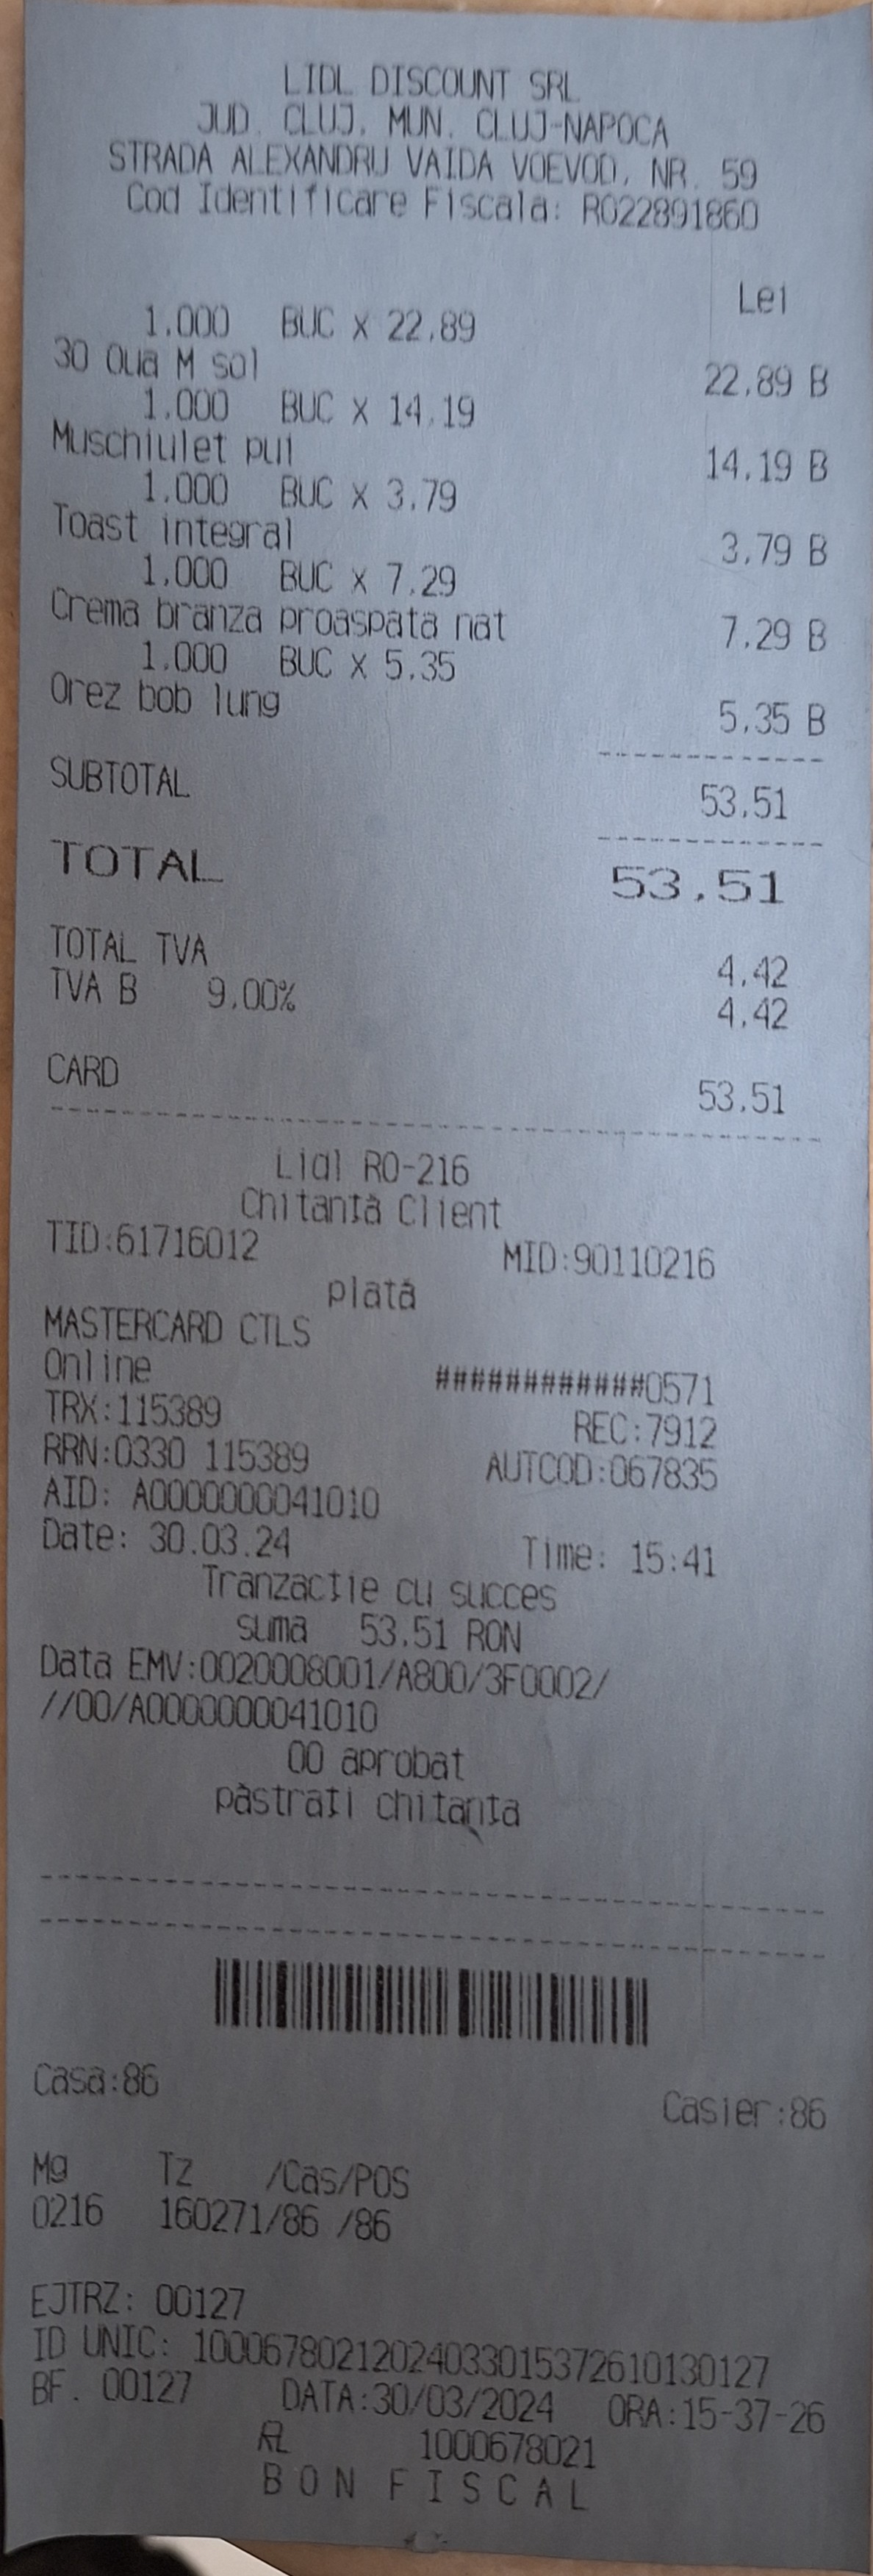 LIDL DISCOUNT SRL
JUD. CLUJ, MUN. CLUJ-NAPOCA
STRADA ALEXANDRU VAIDA VOEVOD, NR. 59
Cod Identificare Fiscala: RO22891860
Lei
1.000 BUC X 22.89
30 Oua M sol 22.89 B
1.000 BUC X 14.19
Muschiulet pui 14.19 B
1.000 BUC X 3.79
Toast integral 3.79 B
1.000 BUC X 7.29
Crema branza proaspata nat 7.29 B
1.000 BUC X 5.35
Orez bob lung 5.35 B
SUBTOTAL 53.51
TOTAL 53.51
TOTAL TVA 4.42
TVA B 9.00% 4.42
CARD 53.51
Lidl RO-216
Chitanță Client
TID:61716012 MID:90110216
plată
MASTERCARD CTLS
Online ############0571
TRX:115389 REC:7912
RRN:0330 115389 AUTCOD:067835
AID: A0000000041010
Date: 30.03.24 Time: 15:41
Tranzacție cu succes
suma 53.51 RON
Data EMV:0020008001/A800/3F0002/
//00/A0000000041010
00 aprobat
păstrați chitanța
Casa:86 Casier:86
Mg Tz /Cas/POS
0216 160271/86 /86
EJTRZ: 00127
ID UNIC: 1000678021202403301537261013​0127
BF. 00127 DATA:30/03/2024 ORA:15-37-26
1000678021
BON FISCAL